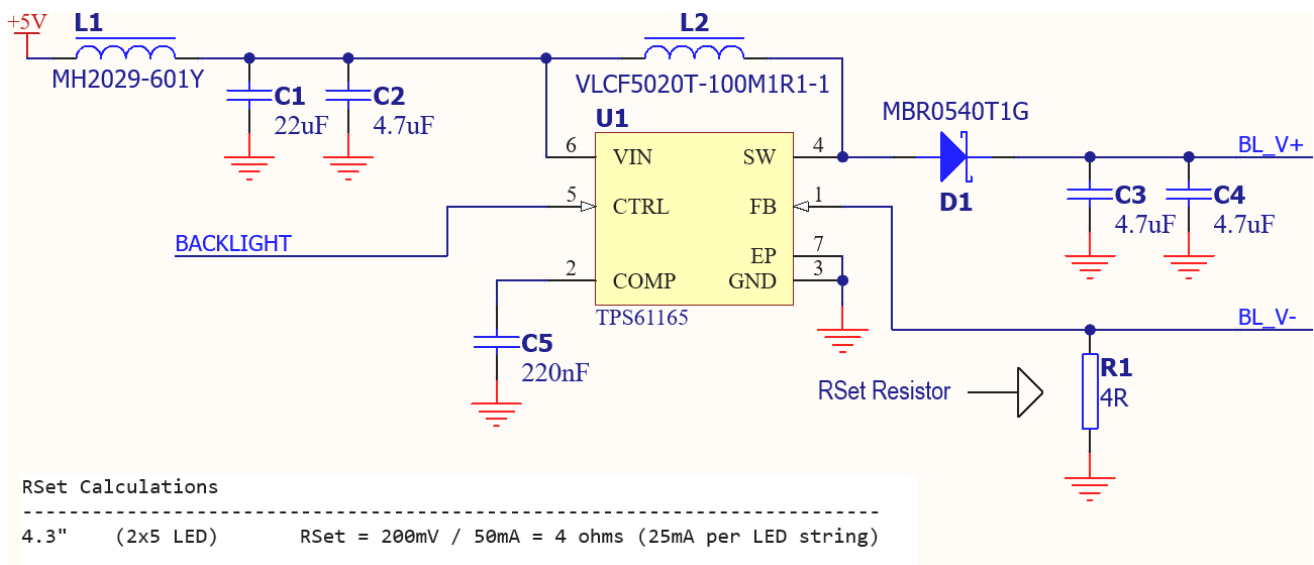 +5V
L1
MH2029-601Y
C1
22uF
C2
4.7uF
L2
VLCF5020T-100M1R1-1
U1
6 VIN SW 4
5 CTRL FB 1
EP 7
2 COMP GND 3
TPS61165
BACKLIGHT
C5
220nF
MBR0540T1G
D1
BL_V+
C3
4.7uF
C4
4.7uF
BL_V-
RSet Resistor
R1
4R
RSet Calculations
--------------------------------------------------------------------------------
4.3" (2x5 LED) RSet = 200mV / 50mA = 4 ohms (25mA per LED string)